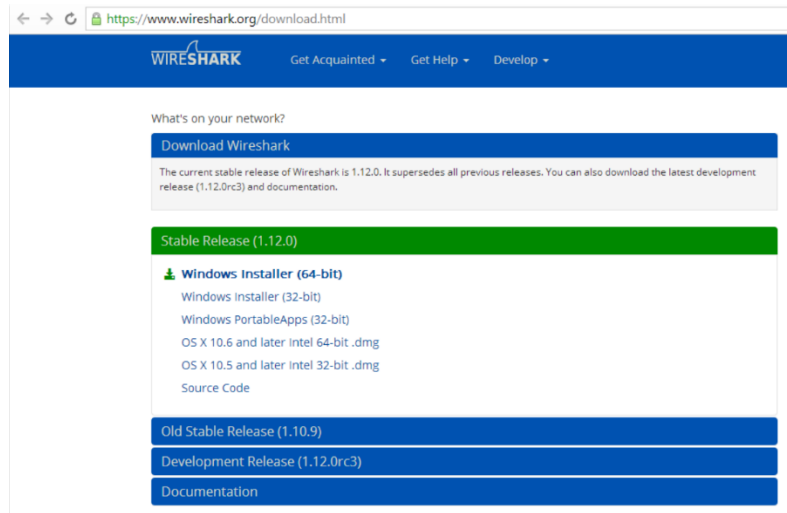 https://www.wireshark.org/download.html
WIRESHARK
Get Acquainted
Get Help
Develop
What's on your network?
Download Wireshark
The current stable release of Wireshark is 1.12.0. It supersedes all previous releases. You can also download the latest development
release (1.12.0rc3) and documentation.
Stable Release (1.12.0)
Windows Installer (64-bit)
Windows Installer (32-bit)
Windows PortableApps (32-bit)
OS X 10.6 and later Intel 64-bit .dmg
OS X 10.5 and later Intel 32-bit .dmg
Source Code
Old Stable Release (1.10.9)
Development Release (1.12.0rc3)
Documentation